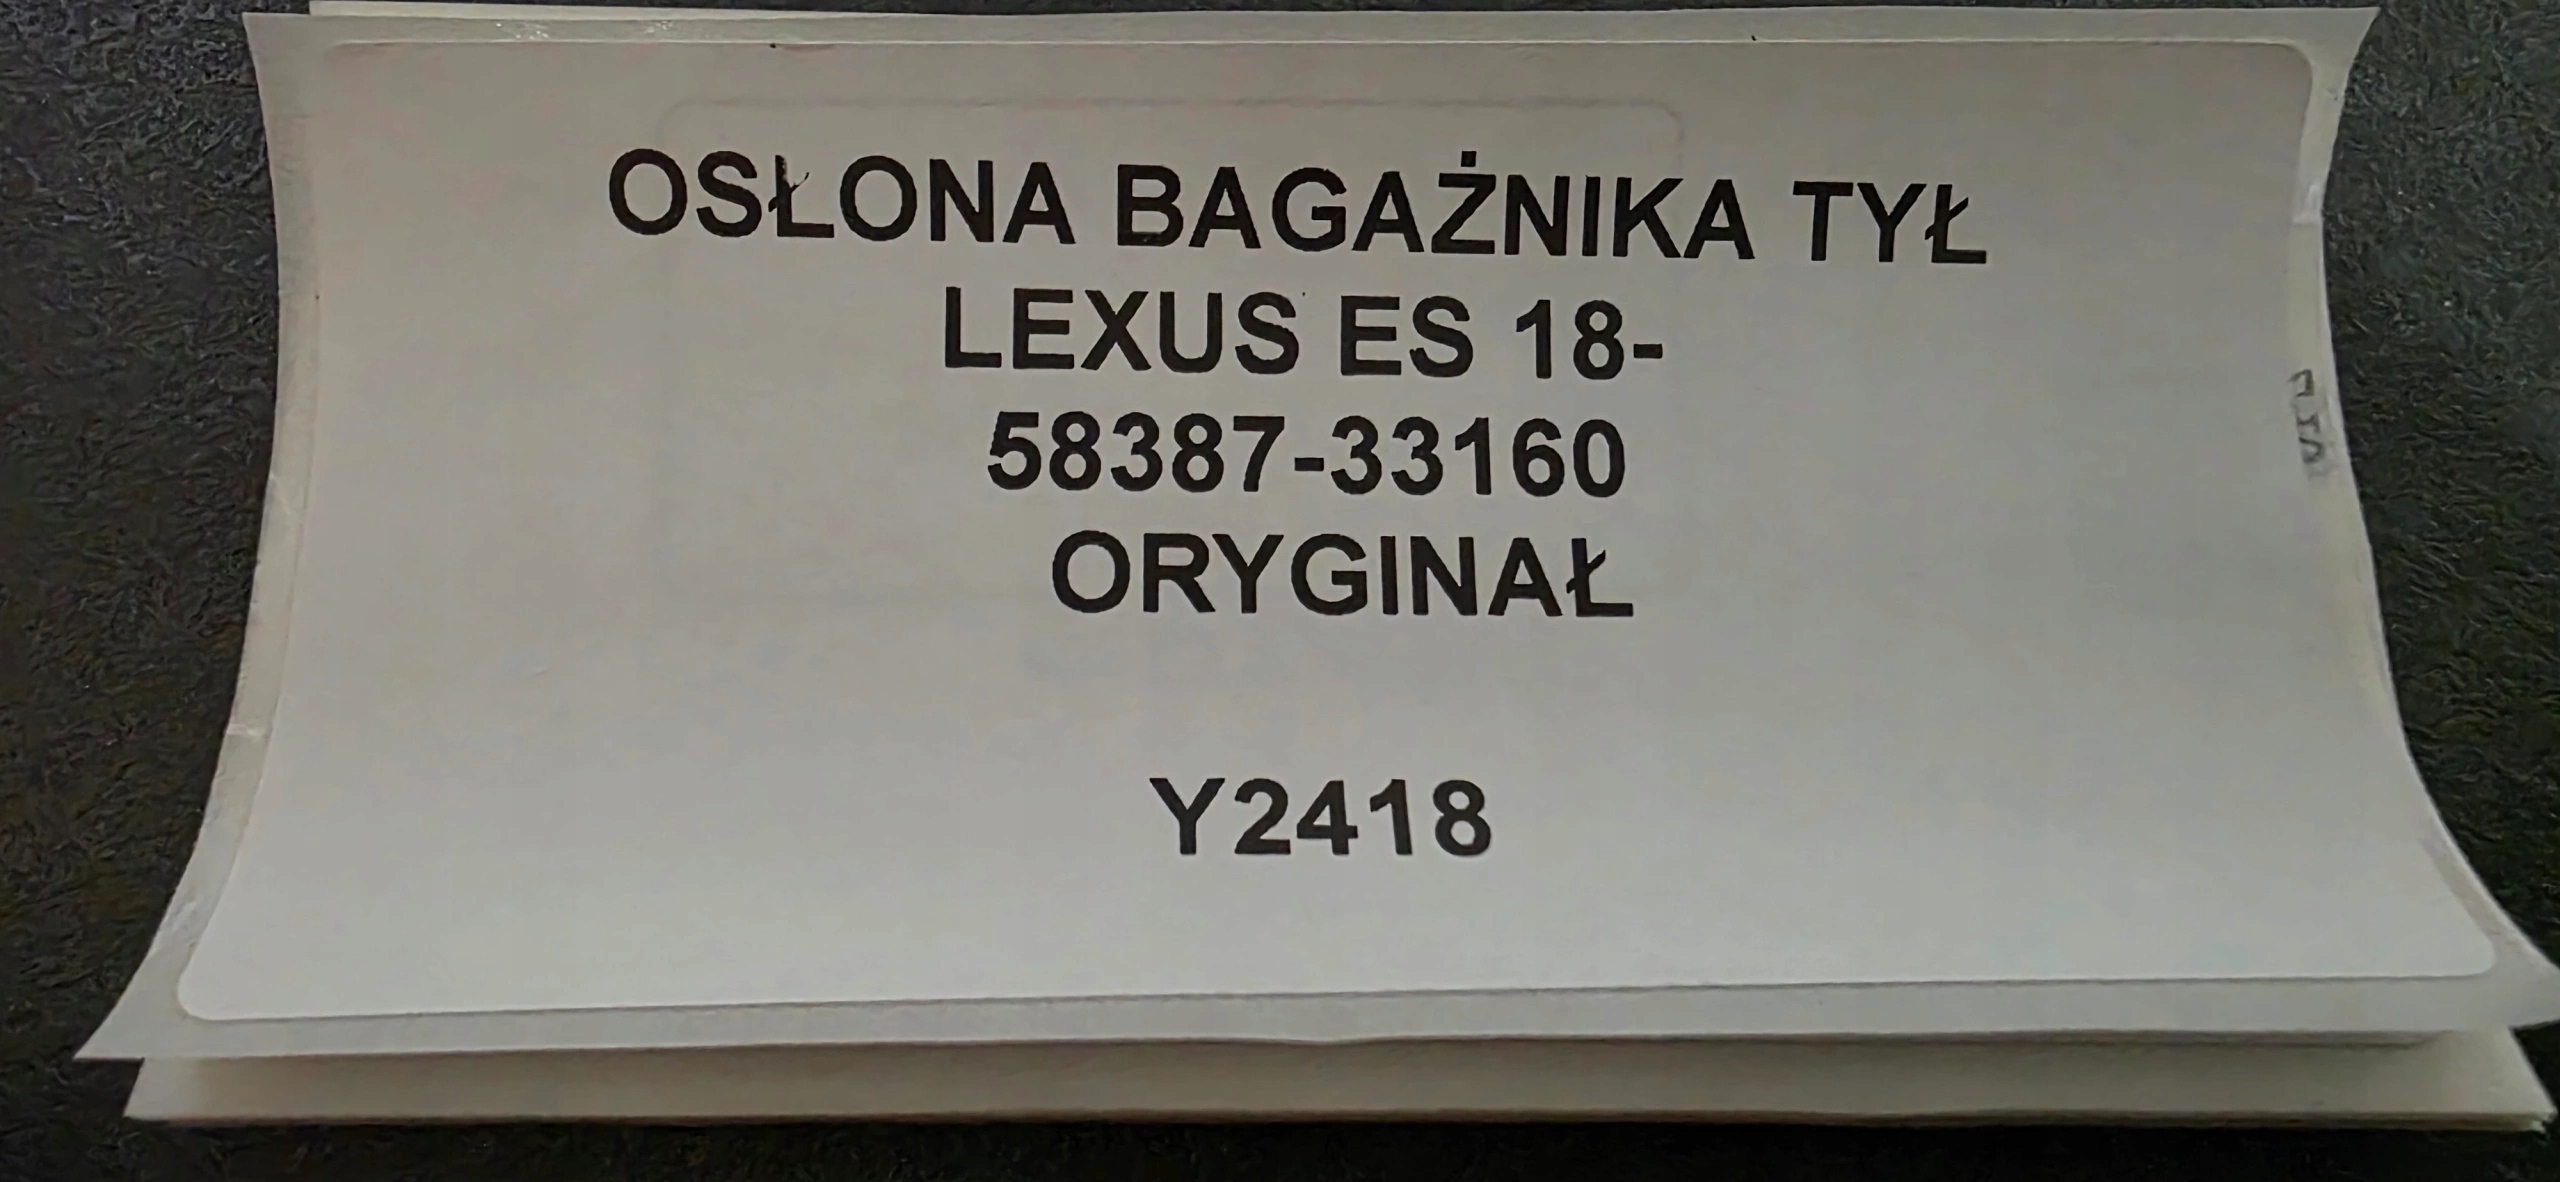 OSŁONA BAGAŻNIKA TYŁ
LEXUS ES 18-
58387-33160
ORYGINAŁ
Y2418